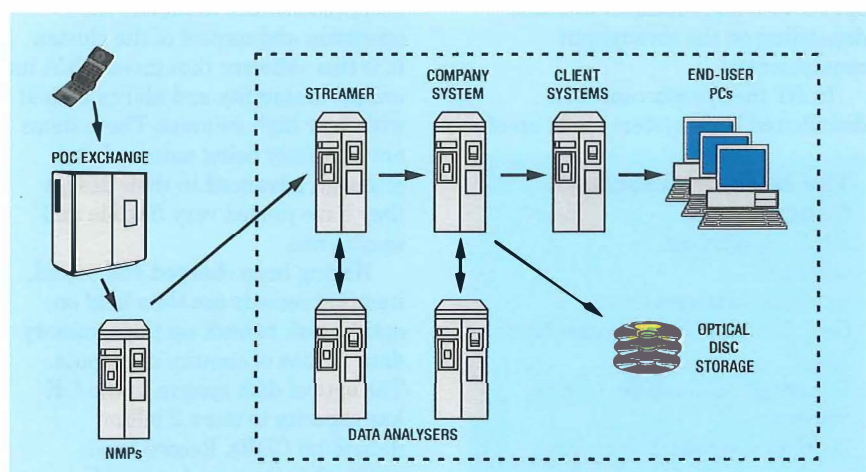 STREAMER
COMPANY
SYSTEM
CLIENT
SYSTEMS
END-USER
PCs
POC EXCHANGE
OPTICAL
DISC
STORAGE
DATA ANALYSERS
NMPs